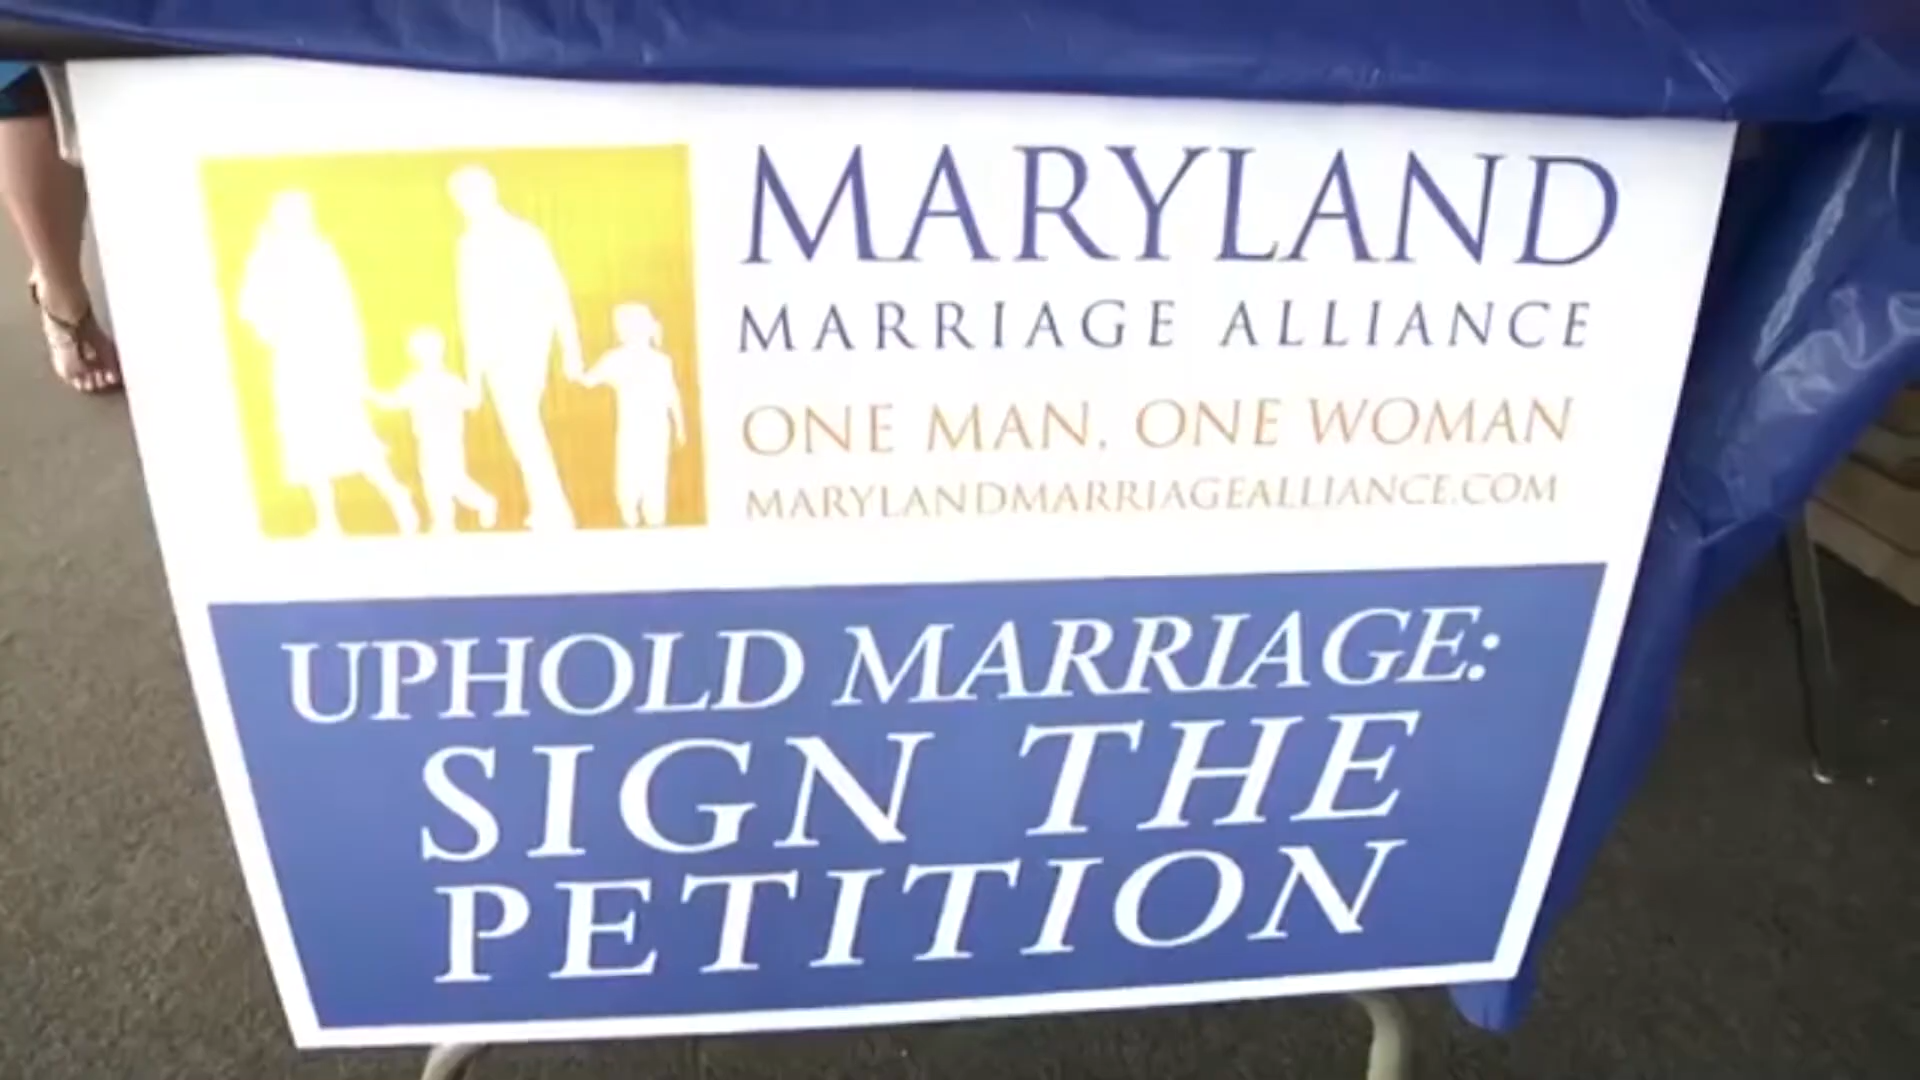 MARYLAND
MARRIAGE ALLIANCE
ONE MAN, ONE WOMAN
MARYLANDMARRIAGEALLIANCE.COM
UPHOLD MARRIAGE:
SIGN THE
PETITION